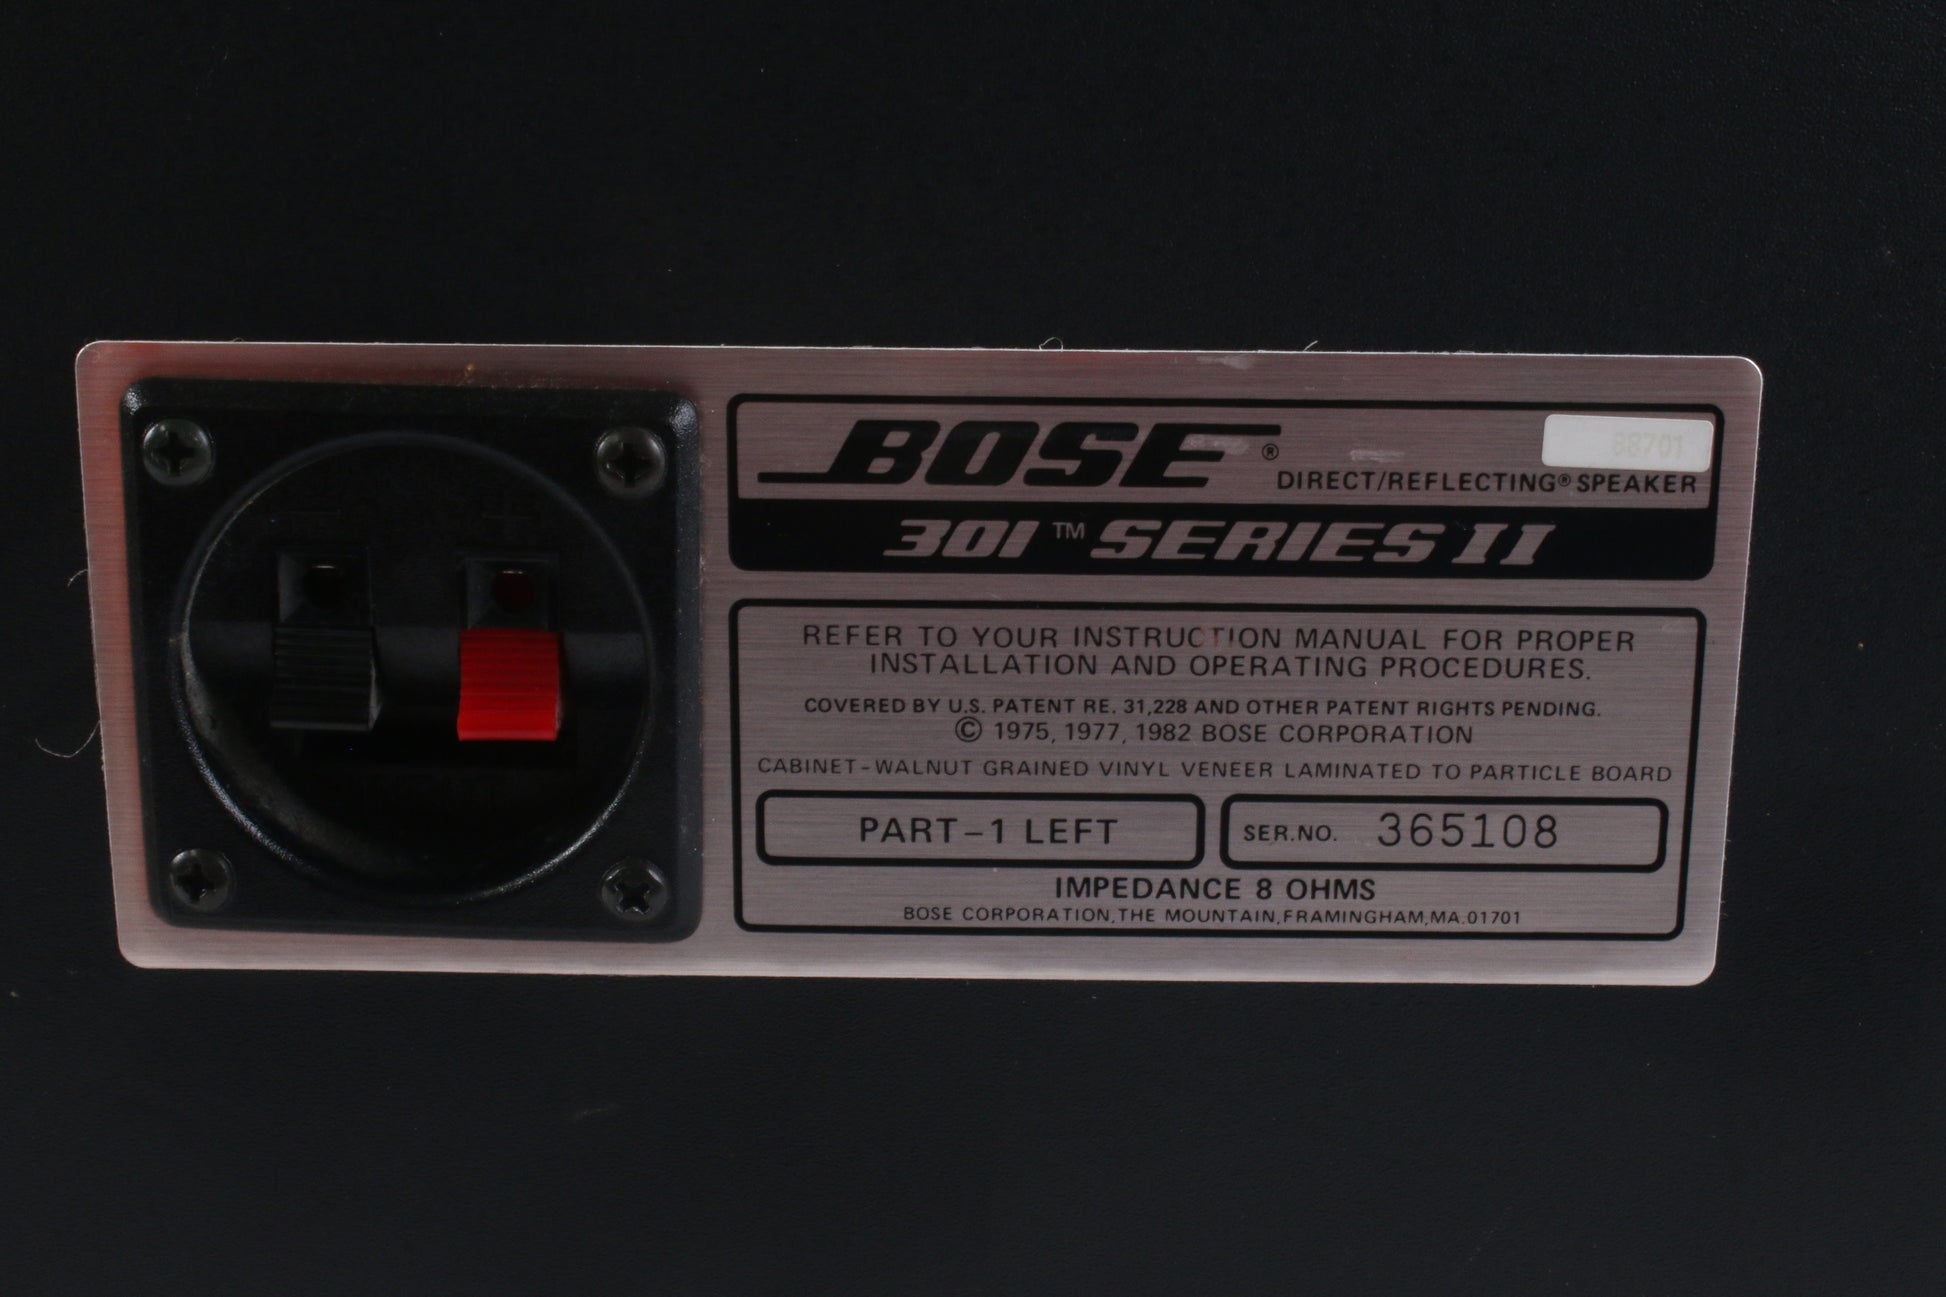 BOSE®
88701
DIRECT/REFLECTING® SPEAKER
301™ SERIES II
REFER TO YOUR INSTRUCTION MANUAL FOR PROPER
INSTALLATION AND OPERATING PROCEDURES.
COVERED BY U.S. PATENT RE. 31,228 AND OTHER PATENT RIGHTS PENDING.
© 1975, 1977, 1982 BOSE CORPORATION
CABINET-WALNUT GRAINED VINYL VENEER LAMINATED TO PARTICLE BOARD
PART-1 LEFT
SER.NO. 365108
IMPEDANCE 8 OHMS
BOSE CORPORATION,THE MOUNTAIN,FRAMINGHAM,MA.01701